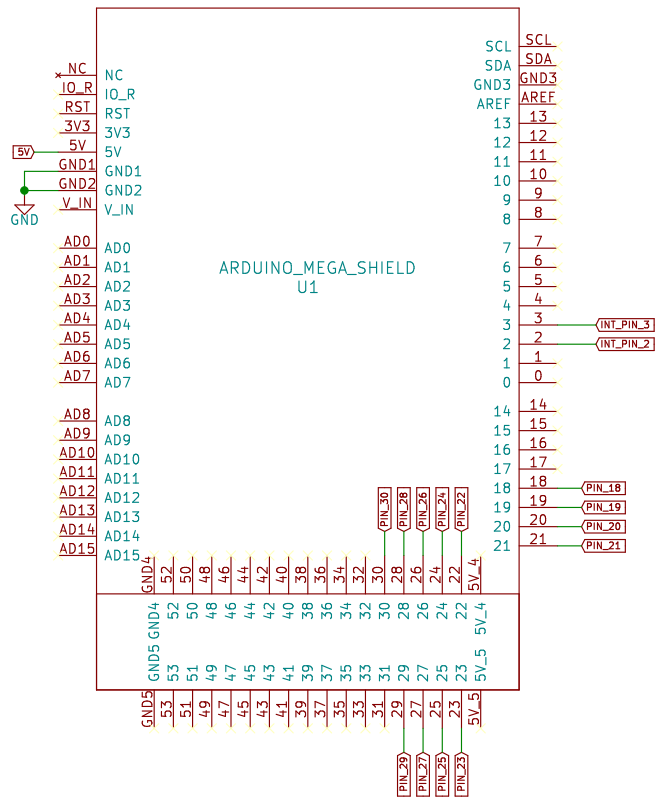 NC NC
IO_R IO_R
RST RST
3V3 3V3
5V 5V 5V
GND1 GND1
GND2 GND2
GND
V_IN V_IN
AD0 AD0
AD1 AD1
AD2 AD2
AD3 AD3
AD4 AD4
AD5 AD5
AD6 AD6
AD7 AD7
AD8 AD8
AD9 AD9
AD10 AD10
AD11 AD11
AD12 AD12
AD13 AD13
AD14 AD14
AD15 AD15
ARDUINO_MEGA_SHIELD
U1
SCL SCL
SDA SDA
GND3 GND3
AREF AREF
13 13
12 12
11 11
10 10
9 9
8 8
7 7
6 6
5 5
4 4
3 3 INT_PIN_3
2 2 INT_PIN_2
1 1
0 0
14 14
15 15
16 16
17 17
18 18 PIN_18
19 19 PIN_19
20 20 PIN_20
21 21 PIN_21
PIN_30 PIN_28 PIN_26 PIN_24 PIN_22
GND4 52 50 48 46 44 42 40 38 36 34 32 30 28 26 24 22 5V_4
GND4 52 50 48 46 44 42 40 38 36 34 32 30 28 26 24 22 5V_4
GND5 53 51 49 47 45 43 41 39 37 35 33 31 29 27 25 23 5V_5
GND5 53 51 49 47 45 43 41 39 37 35 33 31 29 27 25 23 5V_5
PIN_29 PIN_27 PIN_25 PIN_23